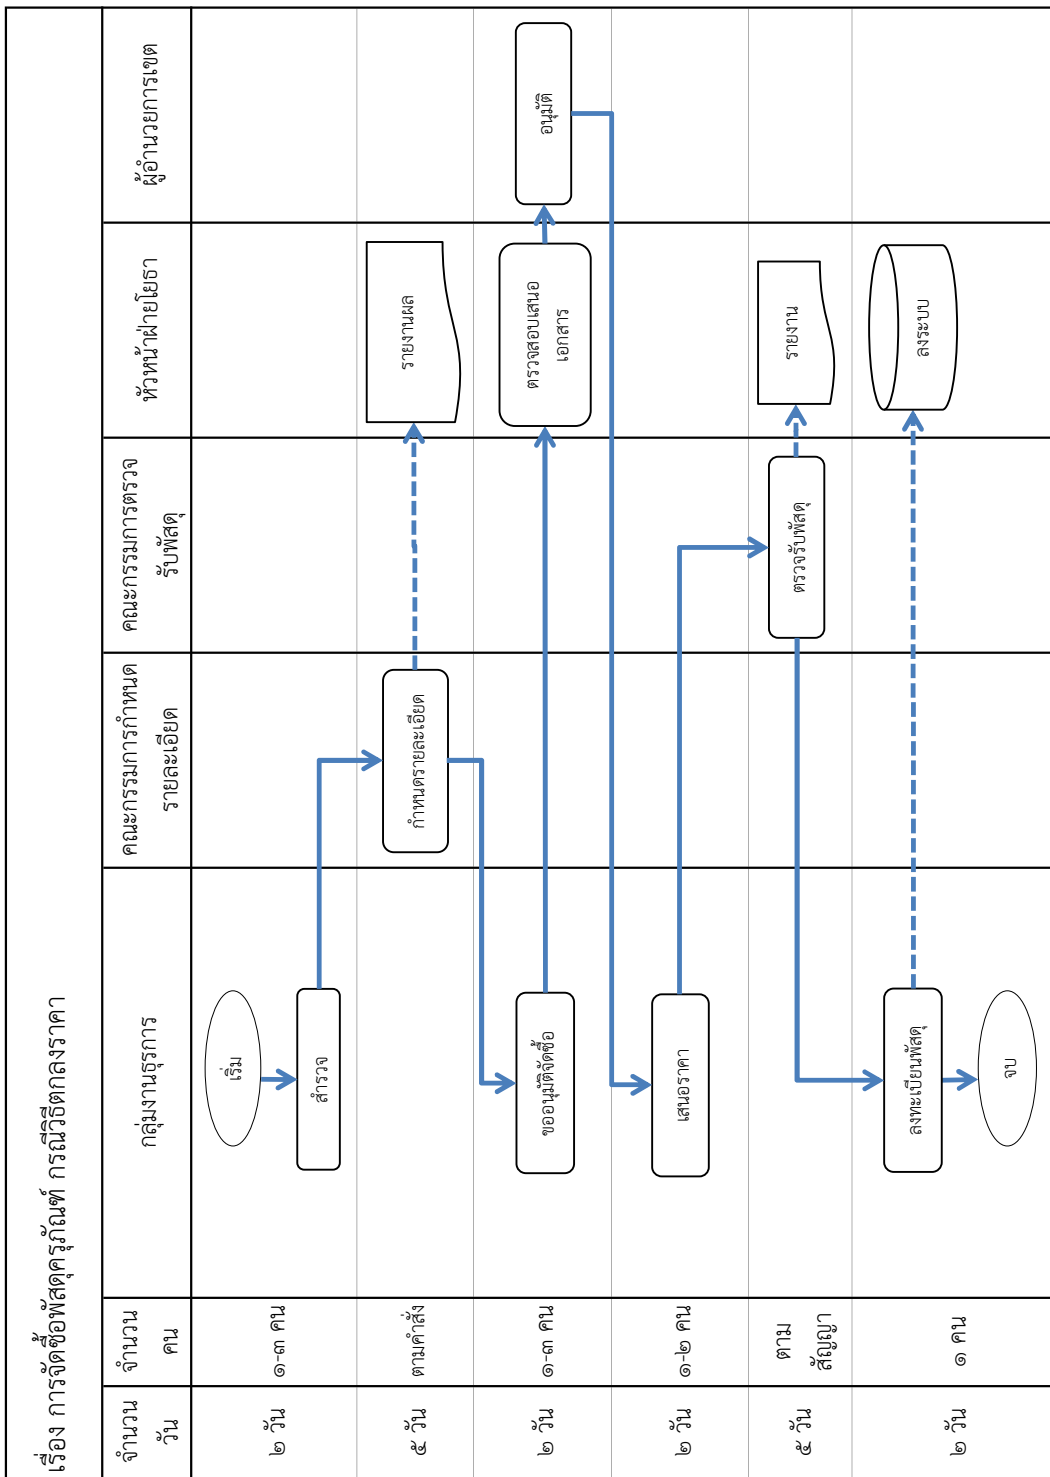 เรื่อง การจัดซื้อพัสดุครุภัณฑ์ กรณีวิธีตกลงราคา
จำนวน
วัน
จำนวน
คน
กลุ่มงานธุรการ
คณะกรรมการกำหนด
รายละเอียด
คณะกรรมการตรวจ
รับพัสดุ
หัวหน้าฝ่ายโยธา
ผู้อำนวยการเขต
๒ วัน
๑-๓ คน
เริ่ม
สำรวจ
๕ วัน
ตามคำสั่ง
กำหนดรายละเอียด
รายงานผล
๒ วัน
๑-๓ คน
ขออนุมัติจัดซื้อ
ตรวจสอบเสนอ
เอกสาร
อนุมัติ
๒ วัน
๑-๒ คน
เสนอราคา
๕ วัน
ตาม
สัญญา
ตรวจรับพัสดุ
รายงาน
๒ วัน
๑ คน
ลงทะเบียนพัสดุ
ลงระบบ
จบ